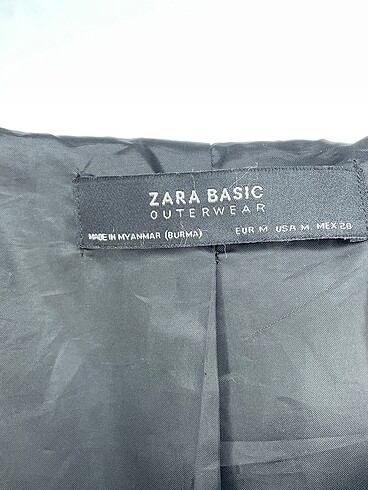 ZARA BASIC
OUTERWEAR
MADE IN MYANMAR (BURMA) EUR M USA M MEX 28